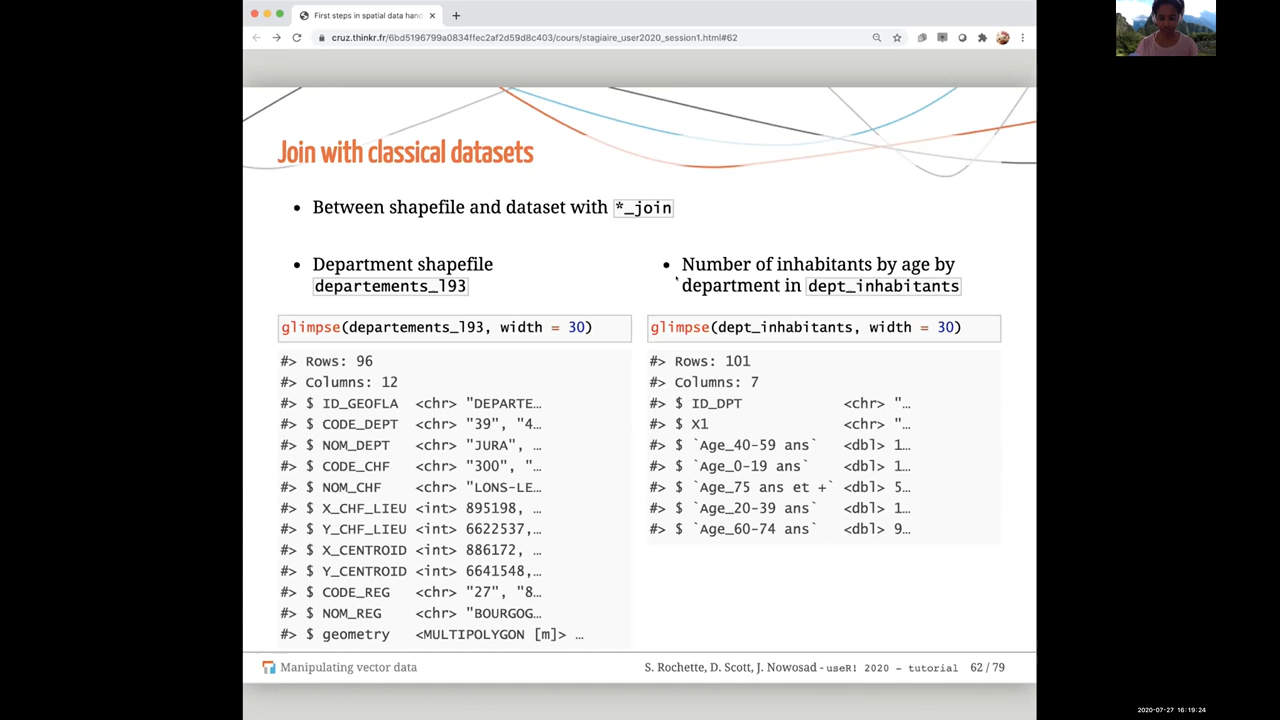 First steps in spatial data hand
cruz.thinkr.fr/6bd5196799a0834ffec2af2d59d8c403/cours/stagiaire_user2020_session1.html#62
Join with classical datasets
• Between shapefile and dataset with *_join
• Department shapefile
departements_l93
glimpse(departements_l93, width = 30)
#> Rows: 96
#> Columns: 12
#> $ ID_GEOFLA <chr> "DEPARTE…
#> $ CODE_DEPT <chr> "39", "4…
#> $ NOM_DEPT <chr> "JURA", …
#> $ CODE_CHF <chr> "300", "…
#> $ NOM_CHF <chr> "LONS-LE…
#> $ X_CHF_LIEU <int> 895198, …
#> $ Y_CHF_LIEU <int> 6622537,…
#> $ X_CENTROID <int> 886172, …
#> $ Y_CENTROID <int> 6641548,…
#> $ CODE_REG <chr> "27", "8…
#> $ NOM_REG <chr> "BOURGOG…
#> $ geometry <MULTIPOLYGON [m]> …
• Number of inhabitants by age by
department in dept_inhabitants
glimpse(dept_inhabitants, width = 30)
#> Rows: 101
#> Columns: 7
#> $ ID_DPT <chr> "…
#> $ X1 <chr> "…
#> $ `Age_40-59 ans` <dbl> 1…
#> $ `Age_0-19 ans` <dbl> 1…
#> $ `Age_75 ans et +` <dbl> 5…
#> $ `Age_20-39 ans` <dbl> 1…
#> $ `Age_60-74 ans` <dbl> 9…
Manipulating vector data
S. Rochette, D. Scott, J. Nowosad - useR! 2020 - tutorial 62 / 79
2020-07-27 16:19:24